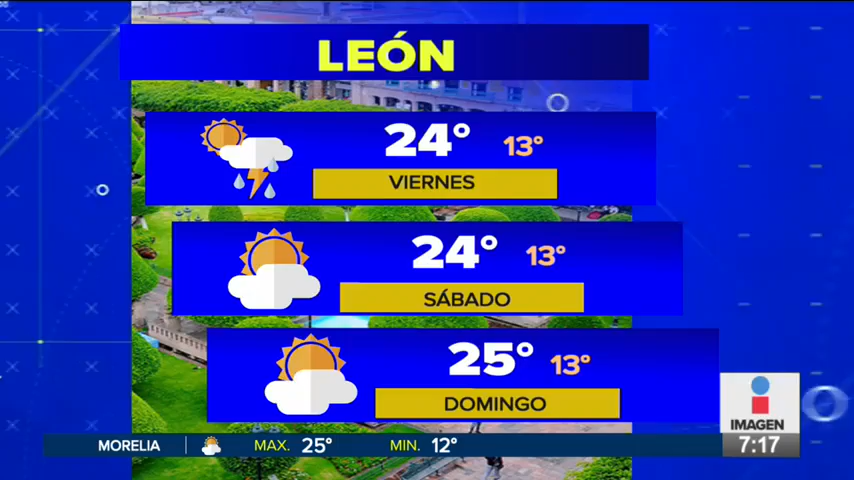 LEÓN
24° 13°
VIERNES
24° 13°
SÁBADO
25° 13°
DOMINGO
IMAGEN
MORELIA MAX. 25° MIN. 12° 7:17